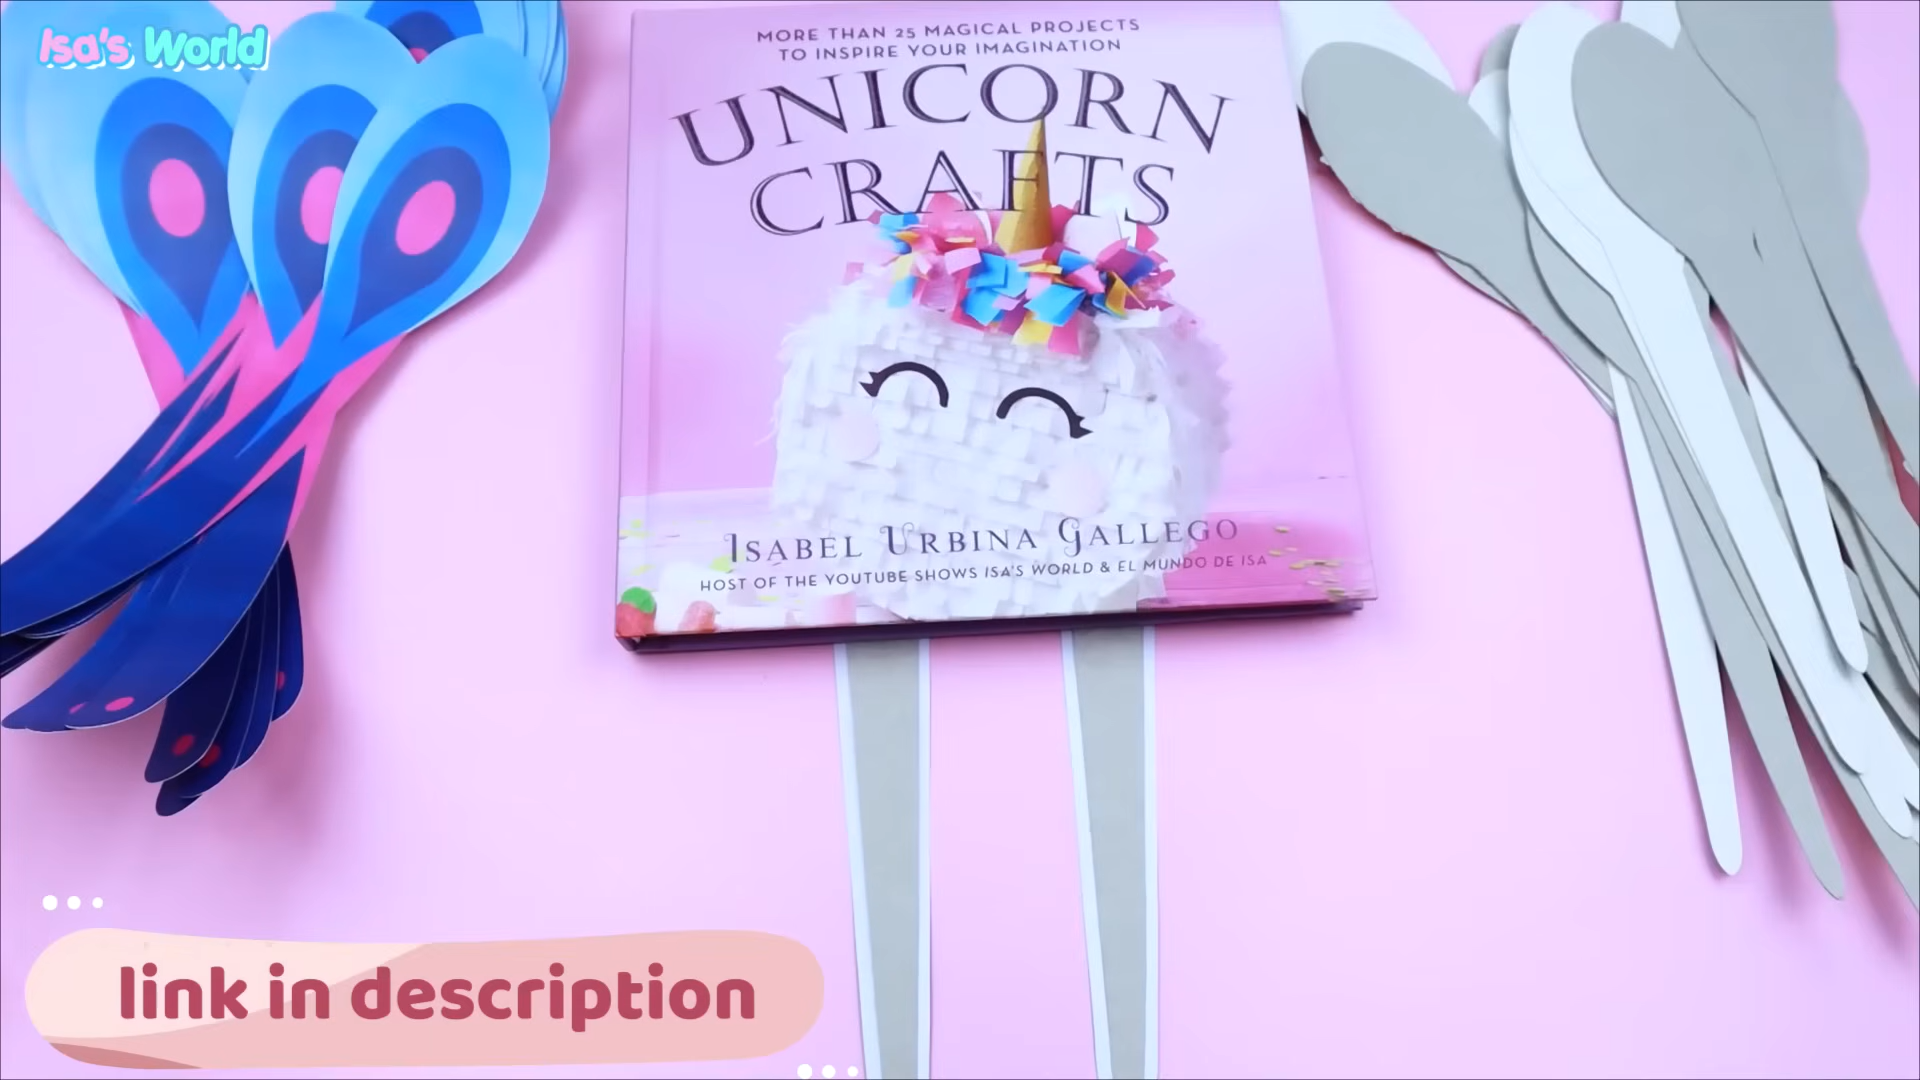 Isa's World
MORE THAN 25 MAGICAL PROJECTS
TO INSPIRE YOUR IMAGINATION
UNICORN
CRAFTS
ISABEL URBINA GALLEGO
HOST OF THE YOUTUBE SHOWS ISA'S WORLD & EL MUNDO DE ISA
link in description